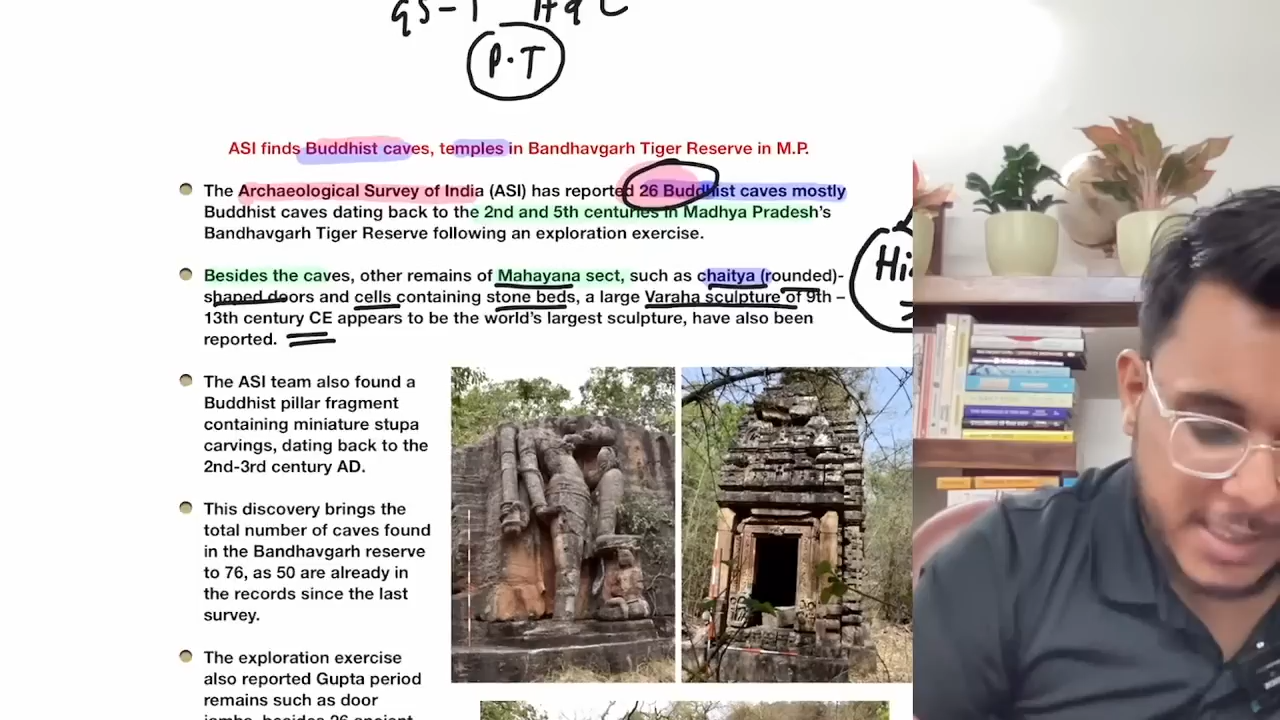 GS-1 
P.T
ASI finds Buddhist caves, temples in Bandhavgarh Tiger Reserve in M.P.
The Archaeological Survey of India (ASI) has reported 26 Buddhist caves mostly
Buddhist caves dating back to the 2nd and 5th centuries in Madhya Pradesh's
Bandhavgarh Tiger Reserve following an exploration exercise.
Besides the caves, other remains of Mahayana sect, such as chaitya (rounded)-
shaped doors and cells containing stone beds, a large Varaha sculpture of 9th –
13th century CE appears to be the world's largest sculpture, have also been
reported.
The ASI team also found a
Buddhist pillar fragment
containing miniature stupa
carvings, dating back to the
2nd-3rd century AD.
This discovery brings the
total number of caves found
in the Bandhavgarh reserve
to 76, as 50 are already in
the records since the last
survey.
The exploration exercise
also reported Gupta period
remains such as door
Hi